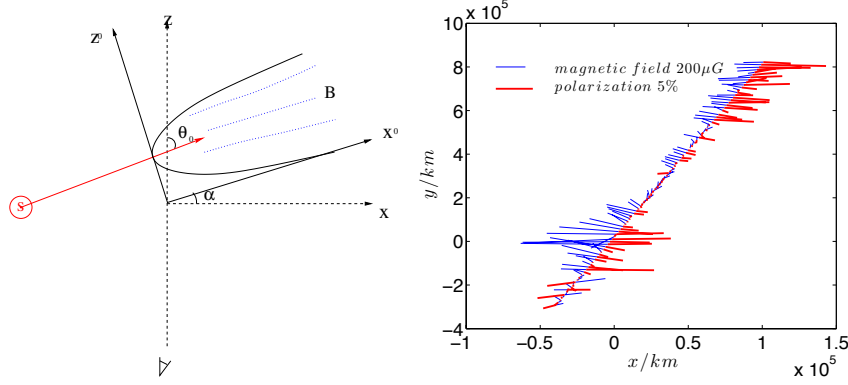 z
z⁰
B
θ₀
x⁰
S
α
x
x 10⁵
10
8
6
4
2
0
−2
−4
y/km
magnetic field 200μG
polarization 5%
−1
−0.5
0
0.5
1
1.5
x/km
x 10⁵